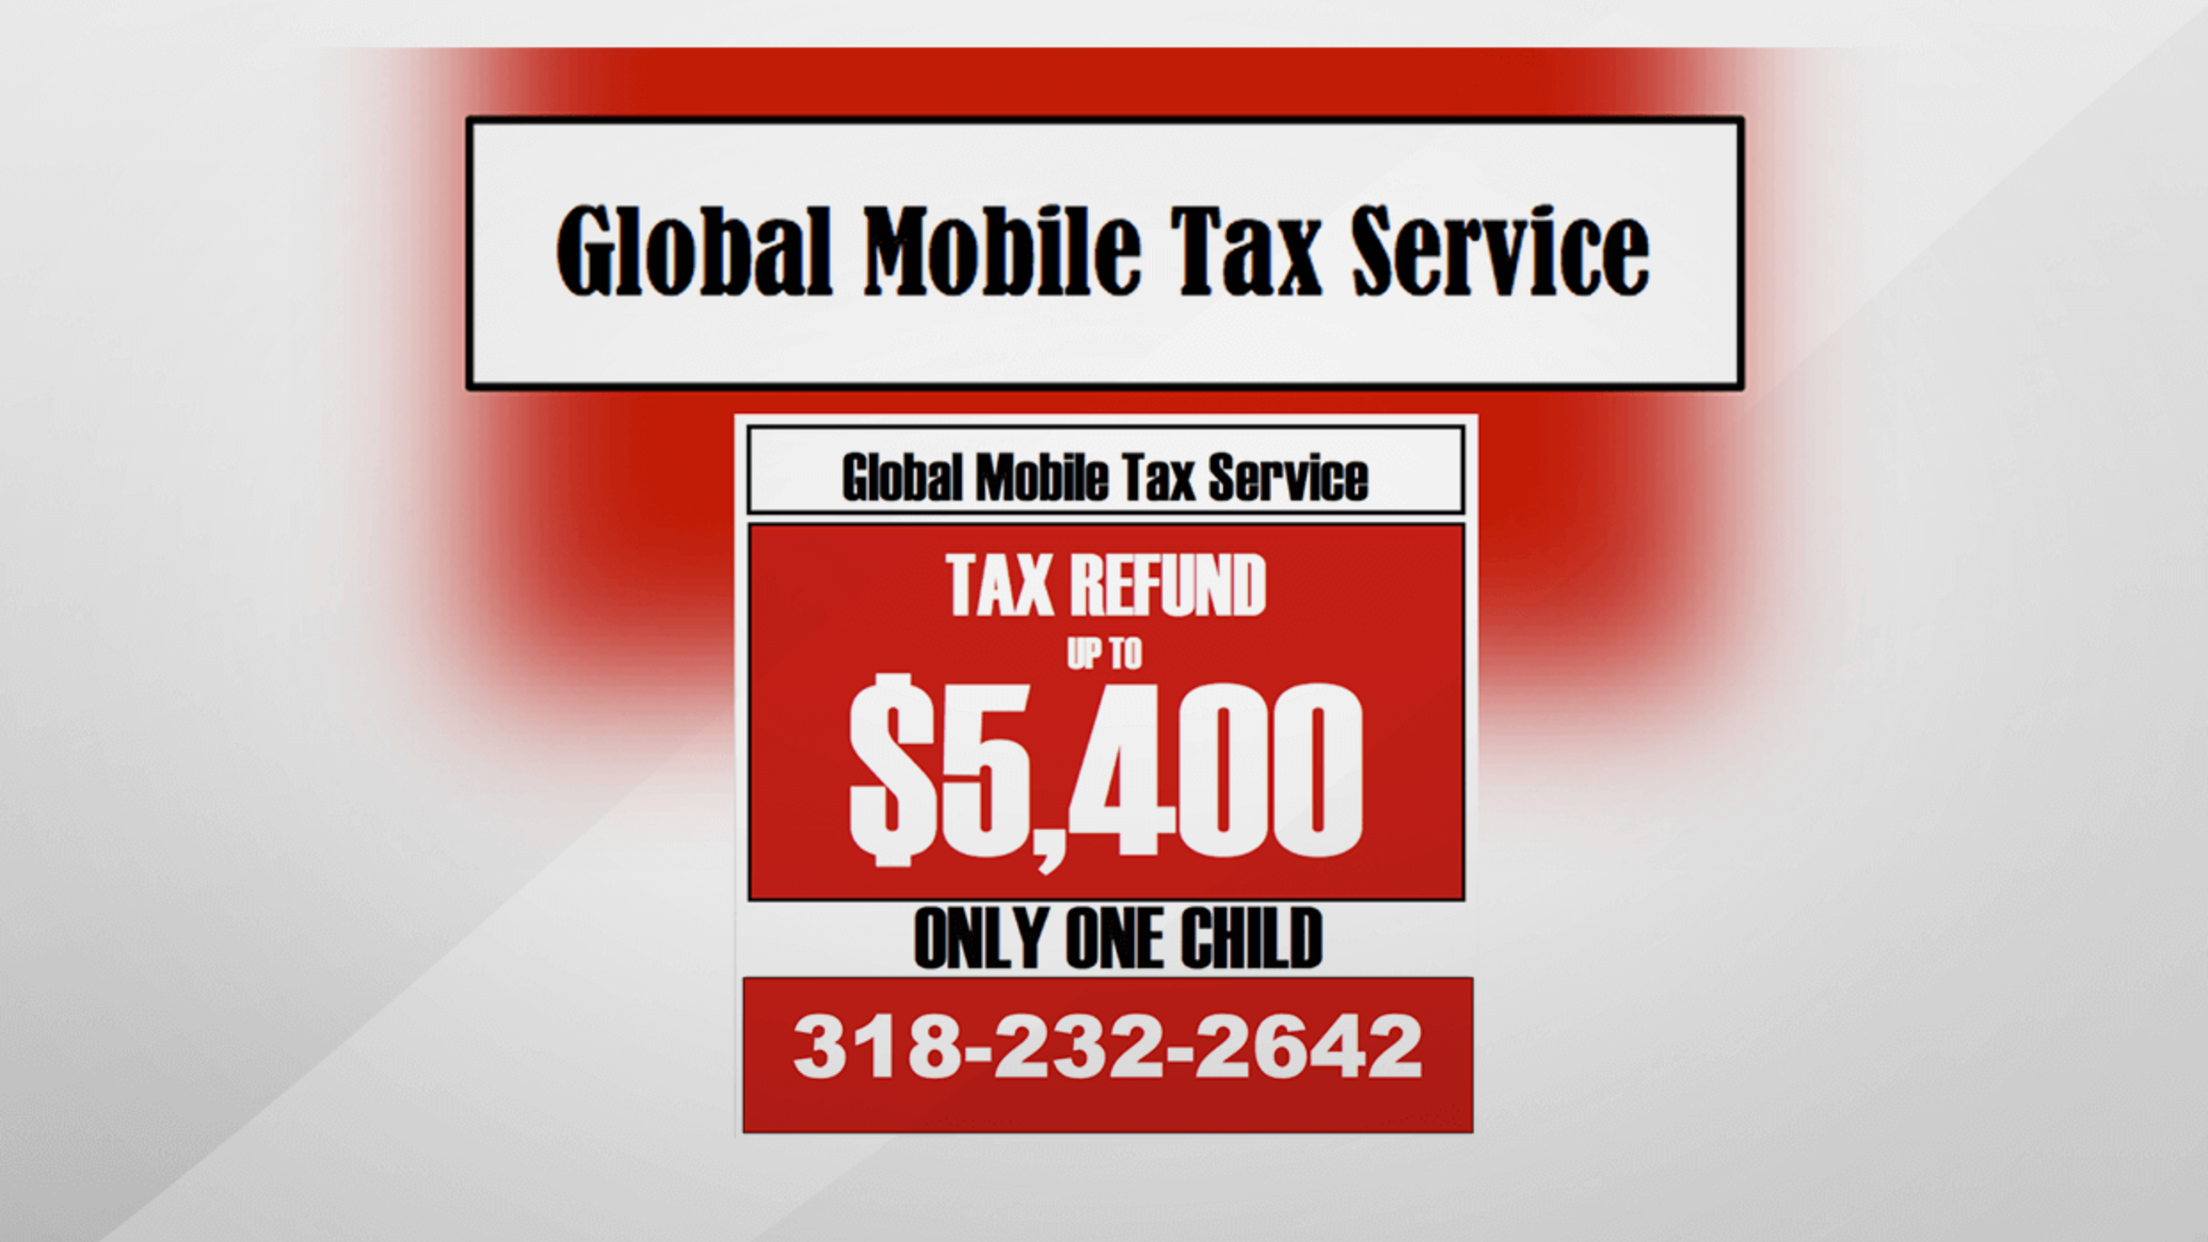 Global Mobile Tax Service
Global Mobile Tax Service
TAX REFUND
UP TO
$5,400
ONLY ONE CHILD
318-232-2642